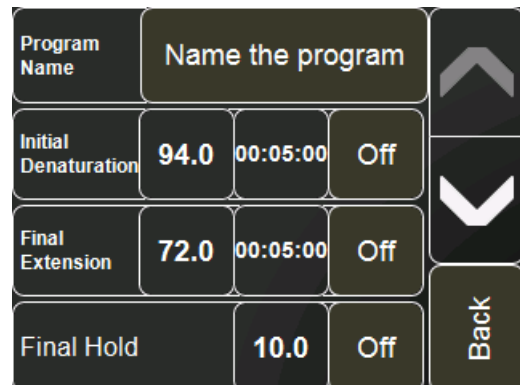 Program
Name
Name the program
Initial
Denaturation
94.0
00:05:00
Off
Final
Extension
72.0
00:05:00
Off
Final Hold
10.0
Off
Back